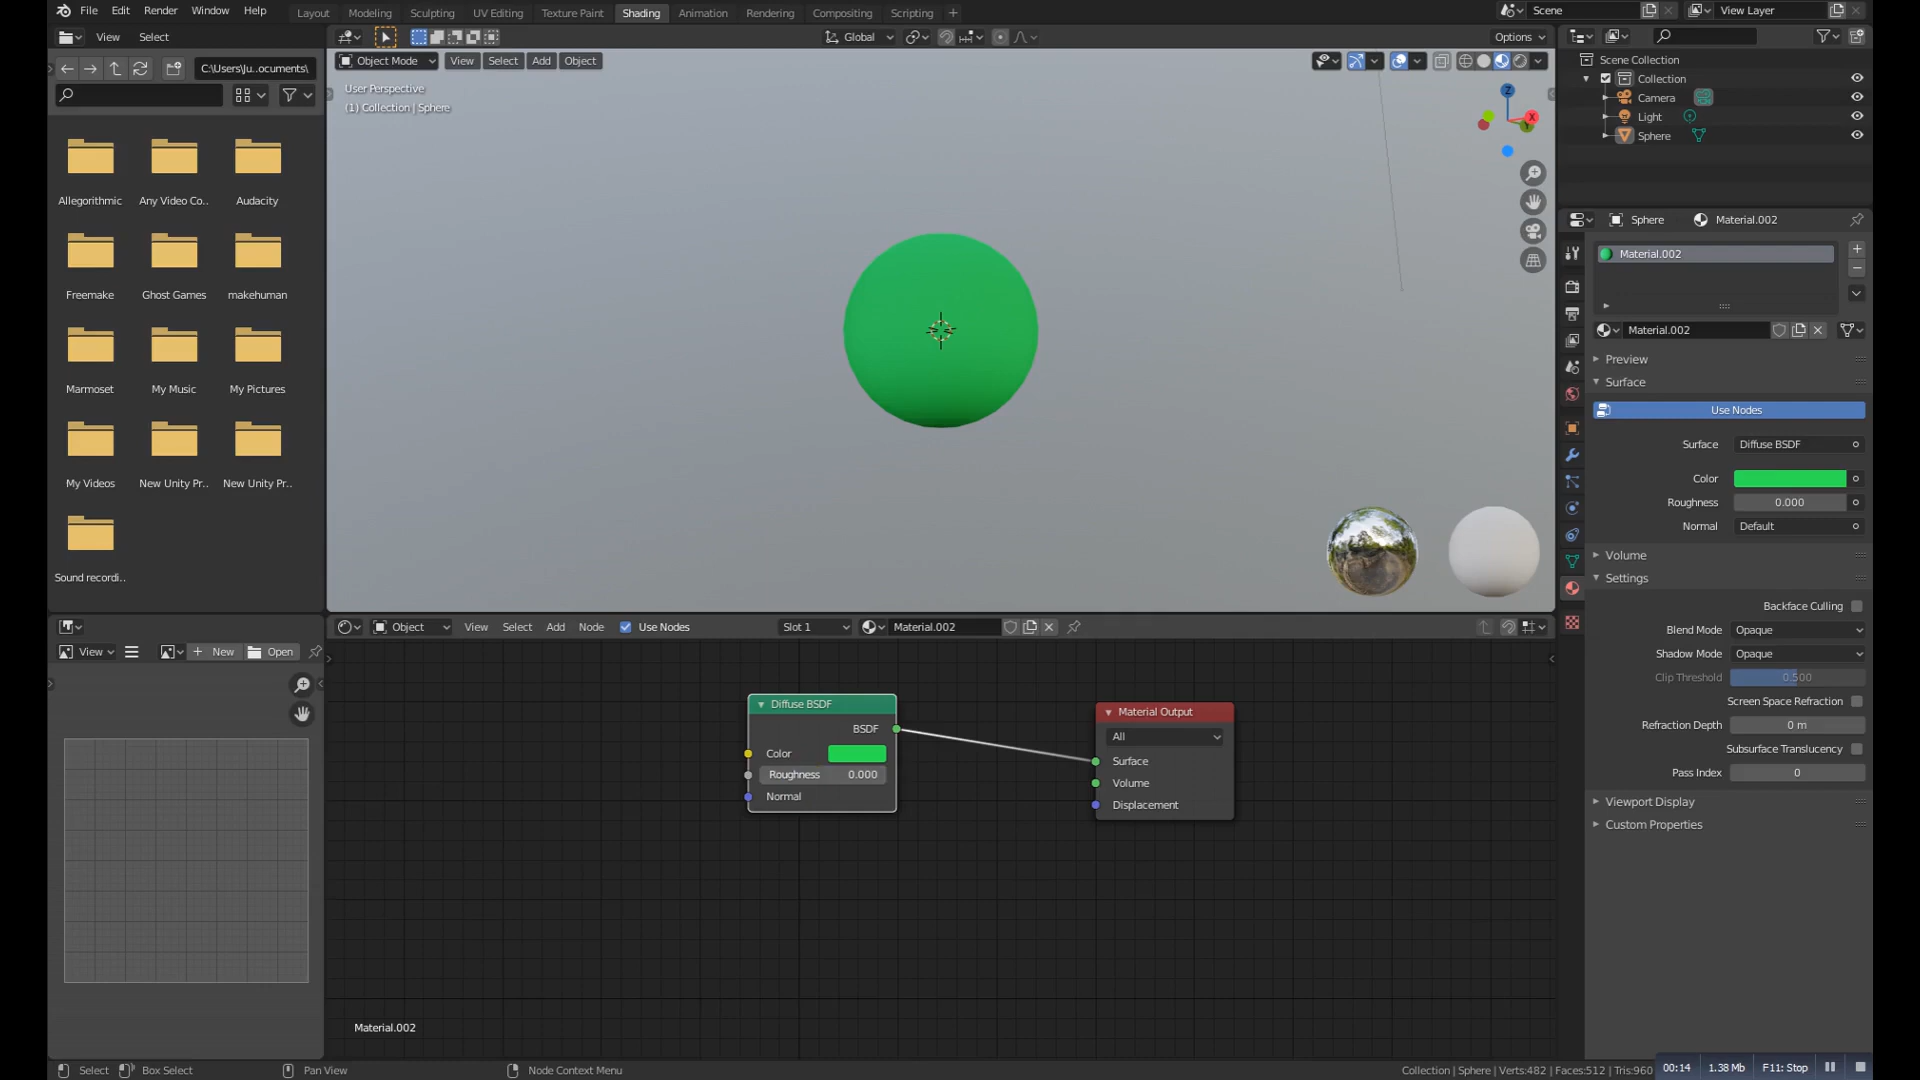 File Edit Render Window Help Layout Modeling Sculpting UV Editing Texture Paint Shading Animation Rendering Compositing Scripting + Scene View Layer
View Select Global Options
C:\Users\Ju..ocuments\ Object Mode View Select Add Object
User Perspective
(1) Collection | Sphere
Z
X
Y
Scene Collection
Collection
Camera
Light
Sphere
Allegorithmic Any Video Co.. Audacity
Freemake Ghost Games makehuman
Marmoset My Music My Pictures
My Videos New Unity Pr.. New Unity Pr..
Sound recordi..
Sphere Material.002
Material.002
Material.002
Preview
Surface
Use Nodes
Surface Diffuse BSDF
Color
Roughness 0.000
Normal Default
Volume
Settings
Backface Culling
Blend Mode Opaque
Shadow Mode Opaque
Clip Threshold 0.500
Screen Space Refraction
Refraction Depth 0 m
Subsurface Translucency
Pass Index 0
Viewport Display
Custom Properties
Object View Select Add Node Use Nodes Slot 1 Material.002
View + New Open
Diffuse BSDF
BSDF
Color
Roughness 0.000
Normal
Material Output
All
Surface
Volume
Displacement
Material.002
Select Box Select Pan View Node Context Menu Collection | Sphere | Verts:482 | Faces:512 | Tris:960
00:14 1.38 Mb F11: Stop